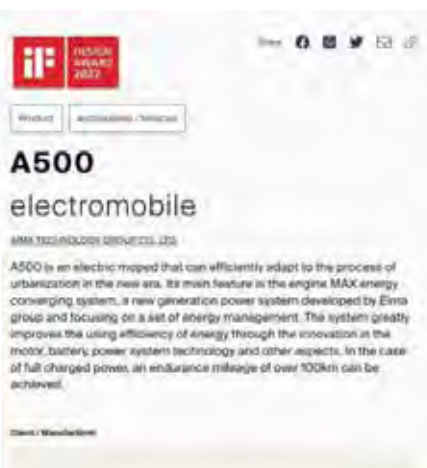 iF
DESIGN
AWARD
2022
Share
Product
Automobiles / Vehicles
A500
electromobile
AIMA TECHNOLOGY GROUP CO., LTD.
A500 is an electric moped that can efficiently adapt to the process of
urbanization in the new era. Its main feature is the engine MAX energy
converging system, a new generation power system developed by Eima
group and focusing on a set of energy management. The system greatly
improves the using efficiency of energy through the innovation in the
motor, battery, power system technology and other aspects. In the case
of full charged power, an endurance mileage of over 100km can be
achieved.
Client / Manufacturer